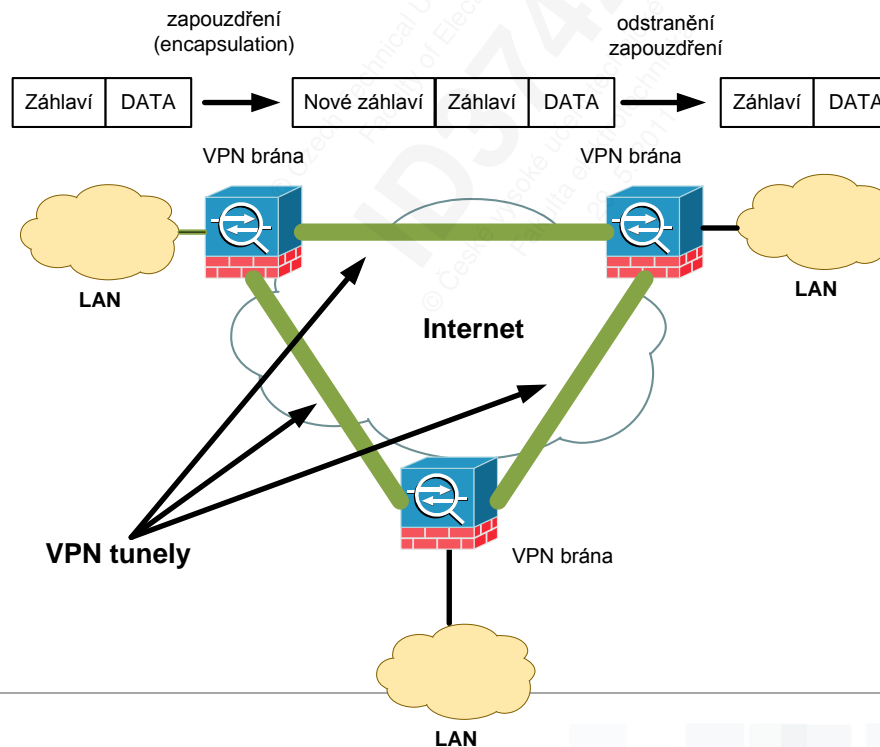 zapouzdření
(encapsulation)
odstranění
zapouzdření
Záhlaví DATA
Nové záhlaví Záhlaví DATA
Záhlaví DATA
VPN brána
VPN brána
LAN
LAN
Internet
VPN tunely
VPN brána
LAN